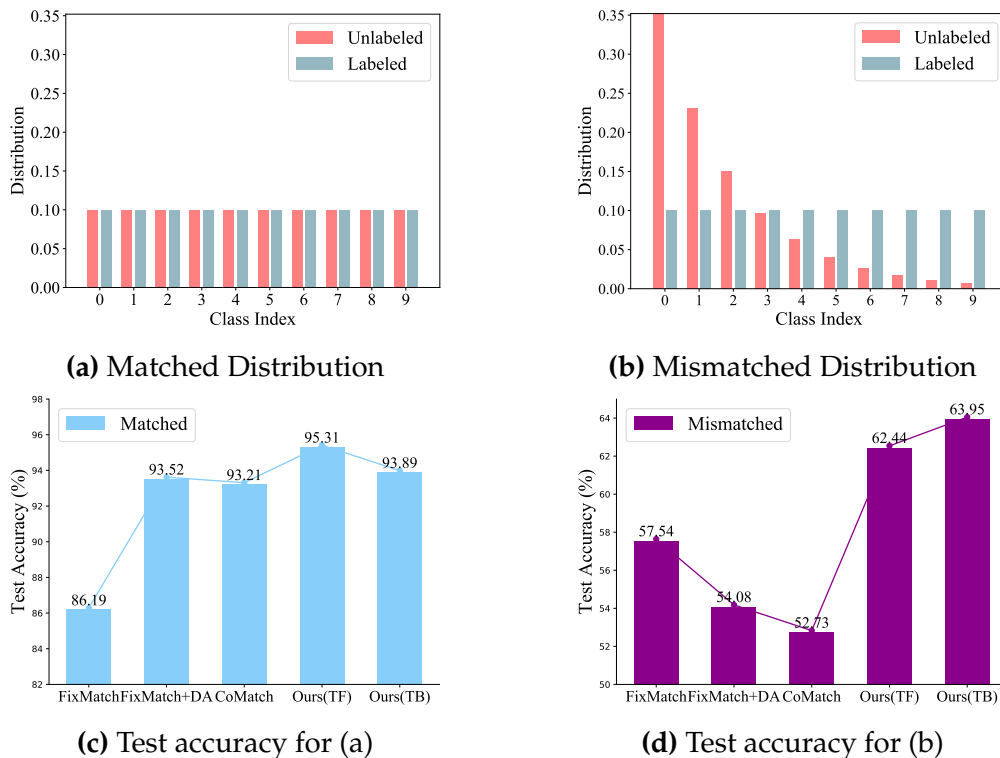 0.35
0.30
0.25
0.20
0.15
0.10
0.05
0.00
Distribution
Unlabeled
Labeled
0 1 2 3 4 5 6 7 8 9
Class Index
(a) Matched Distribution
0.35
0.30
0.25
0.20
0.15
0.10
0.05
0.00
Distribution
Unlabeled
Labeled
0 1 2 3 4 5 6 7 8 9
Class Index
(b) Mismatched Distribution
98
96
94
92
90
88
86
84
82
Test Accuracy (%)
Matched
86.19
93.52
93.21
95.31
93.89
FixMatch FixMatch+DA CoMatch Ours(TF) Ours(TB)
(c) Test accuracy for (a)
64
62
60
58
56
54
52
50
Test Accuracy (%)
Mismatched
57.54
54.08
52.73
62.44
63.95
FixMatch FixMatch+DA CoMatch Ours(TF) Ours(TB)
(d) Test accuracy for (b)